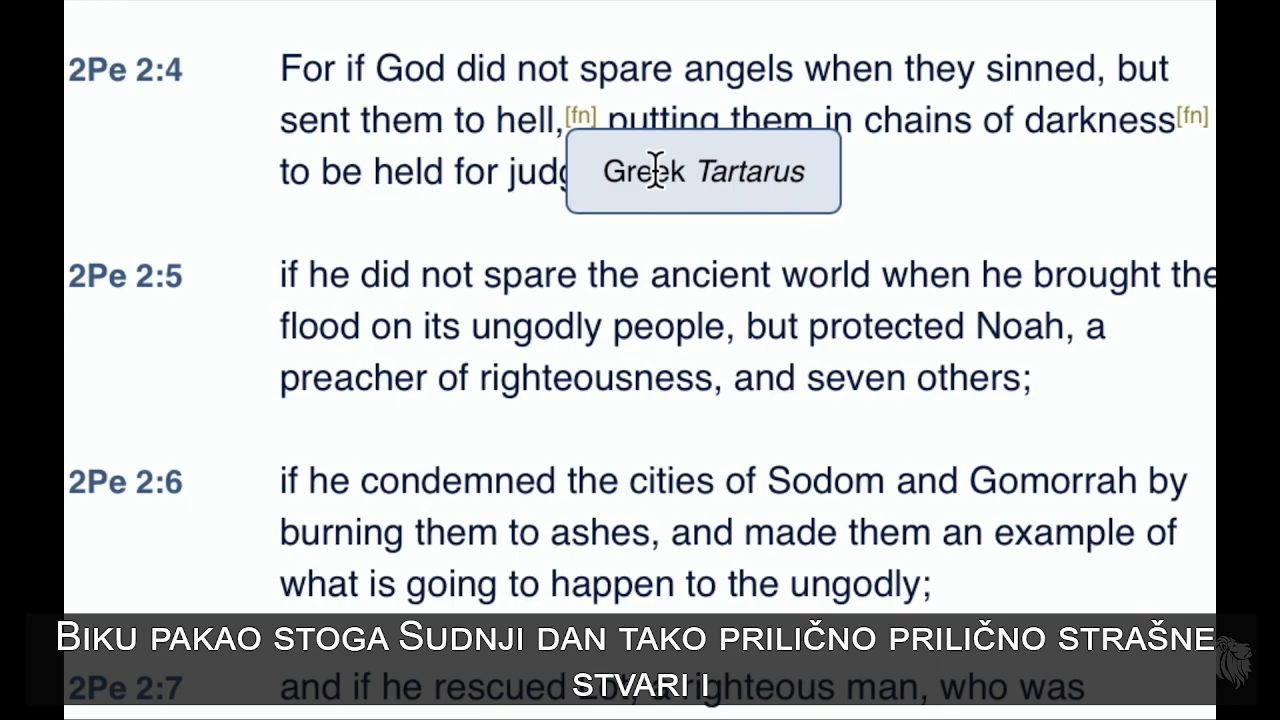 2Pe 2:4 For if God did not spare angels when they sinned, but
sent them to hell,[fn] putting them in chains of darkness[fn]
to be held for judg
Greek Tartarus
2Pe 2:5 if he did not spare the ancient world when he brought the
flood on its ungodly people, but protected Noah, a
preacher of righteousness, and seven others;
2Pe 2:6 if he condemned the cities of Sodom and Gomorrah by
burning them to ashes, and made them an example of
what is going to happen to the ungodly;
2Pe 2:7 and if he rescued righteous man, who was
Biku pakao stoga Sudnji dan tako prilično prilično strašne
stvari i